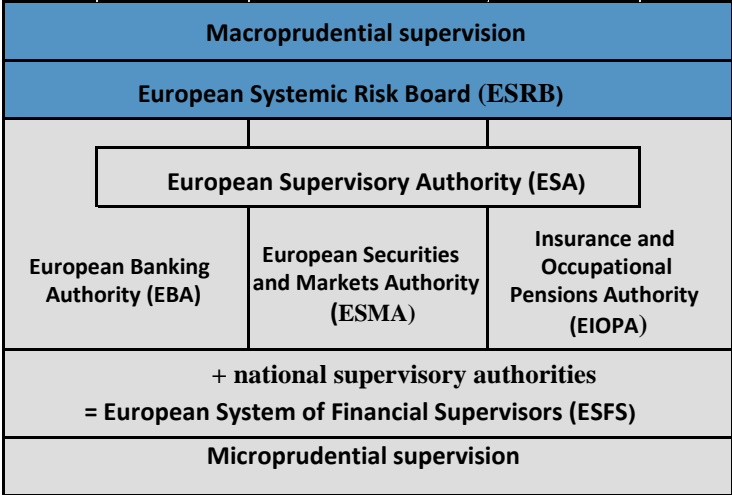 Macroprudential supervision
European Systemic Risk Board (ESRB)
European Supervisory Authority (ESA)
European Banking
Authority (EBA)
European Securities
and Markets Authority
(ESMA)
Insurance and
Occupational
Pensions Authority
(EIOPA)
+ national supervisory authorities
= European System of Financial Supervisors (ESFS)
Microprudential supervision